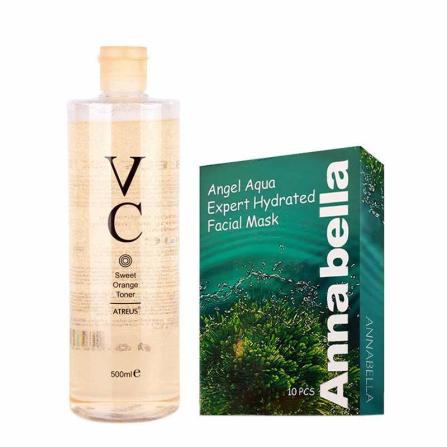 V
C
Sweet
Orange
Toner
ATREUS®
500ml e
Angel Aqua
Expert Hydrated
Facial Mask
10 PCS
Annabella
ANNABELLA